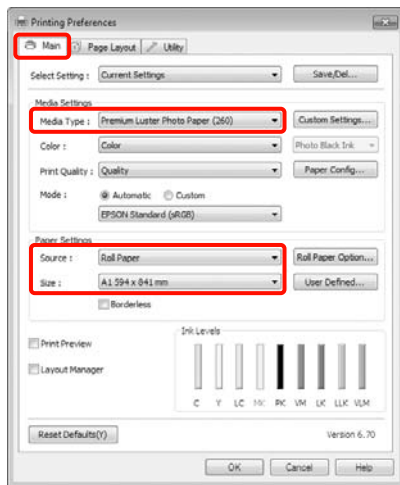 Printing Preferences
Main Page Layout Utility
Select Setting : Current Settings Save/Del...
Media Settings
Media Type : Premium Luster Photo Paper (260) Custom Settings...
Color : Color Photo Black Ink
Print Quality : Quality Paper Config...
Mode : Automatic Custom
EPSON Standard (sRGB)
Paper Settings
Source : Roll Paper Roll Paper Option...
Size : A1 594 x 841 mm User Defined...
Borderless
Print Preview
Layout Manager
Ink Levels
C Y LC MK PK VM LK LLK VLM
Reset Defaults(Y) Version 6.70
OK Cancel Help